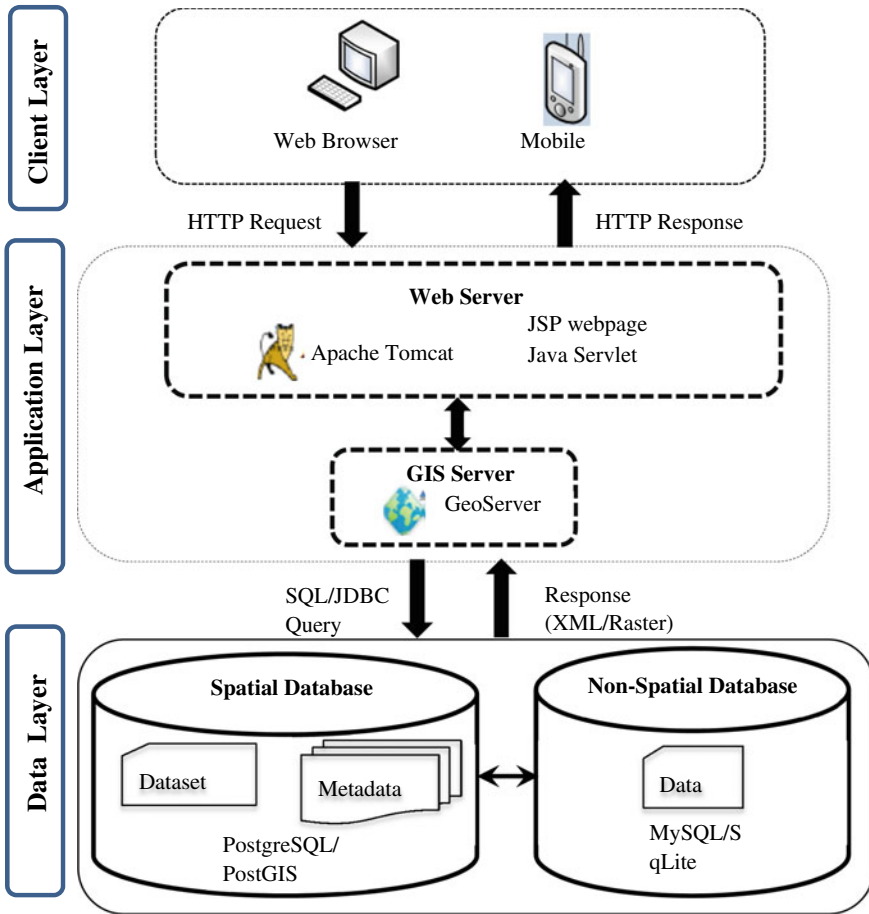 Client Layer
Web Browser
Mobile
HTTP Request
HTTP Response
Application Layer
Web Server
Apache Tomcat
JSP webpage
Java Servlet
GIS Server
GeoServer
SQL/JDBC
Query
Response
(XML/Raster)
Data Layer
Spatial Database
Dataset
Metadata
PostgreSQL/
PostGIS
Non-Spatial Database
Data
MySQL/S
qLite